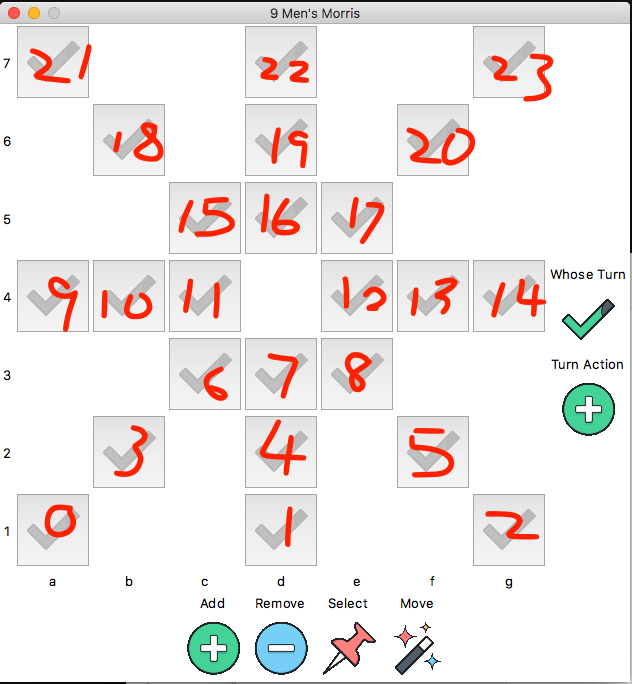 9 Men's Morris
7 21 22 23
6 18 19 20
5 15 16 17
4 9 10 11 12 13 14
Whose Turn
Turn Action
3 6 7 8
2 3 4 5
1 0 1 2
a b c d e f g
Add Remove Select Move